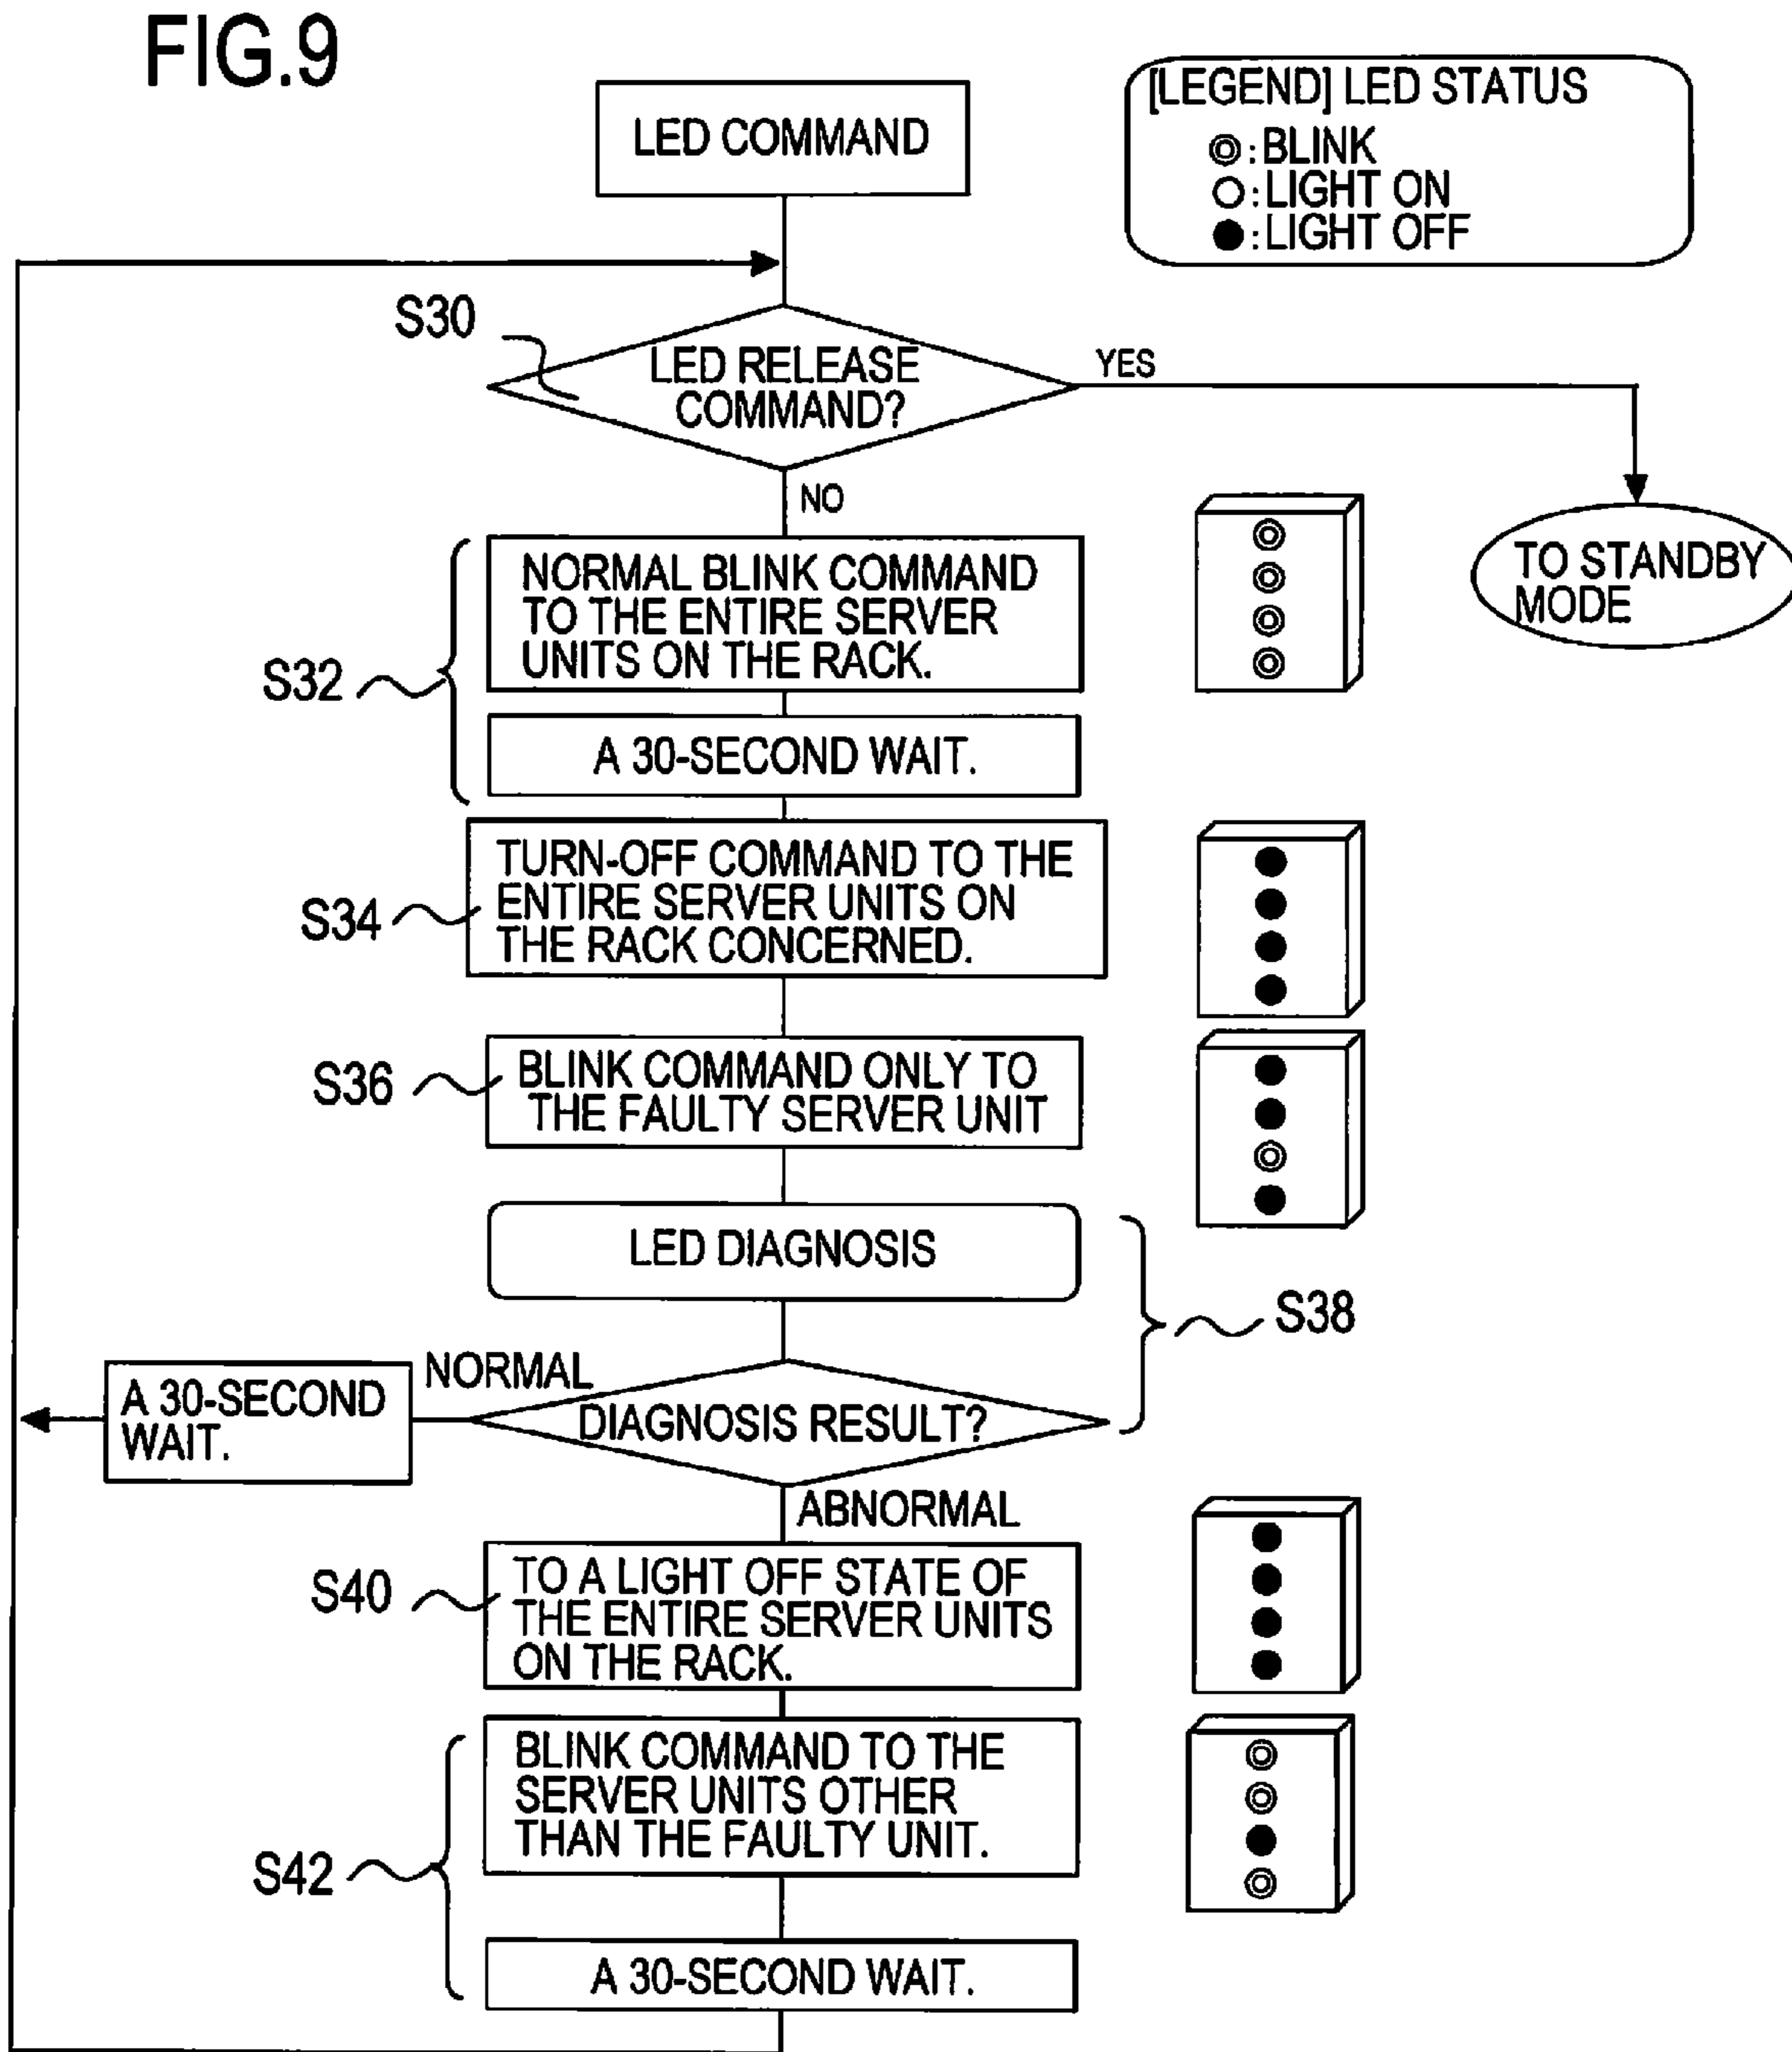 FIG.9
LED COMMAND
[LEGEND] LED STATUS
◎: BLINK
○: LIGHT ON
●: LIGHT OFF
S30
LED RELEASE
COMMAND?
YES
NO
TO STANDBY
MODE
S32
NORMAL BLINK COMMAND
TO THE ENTIRE SERVER
UNITS ON THE RACK.
A 30-SECOND WAIT.
S34
TURN-OFF COMMAND TO THE
ENTIRE SERVER UNITS ON
THE RACK CONCERNED.
S36
BLINK COMMAND ONLY TO
THE FAULTY SERVER UNIT
LED DIAGNOSIS
S38
NORMAL
A 30-SECOND
WAIT.
DIAGNOSIS RESULT?
ABNORMAL
S40
TO A LIGHT OFF STATE OF
THE ENTIRE SERVER UNITS
ON THE RACK.
S42
BLINK COMMAND TO THE
SERVER UNITS OTHER
THAN THE FAULTY UNIT.
A 30-SECOND WAIT.